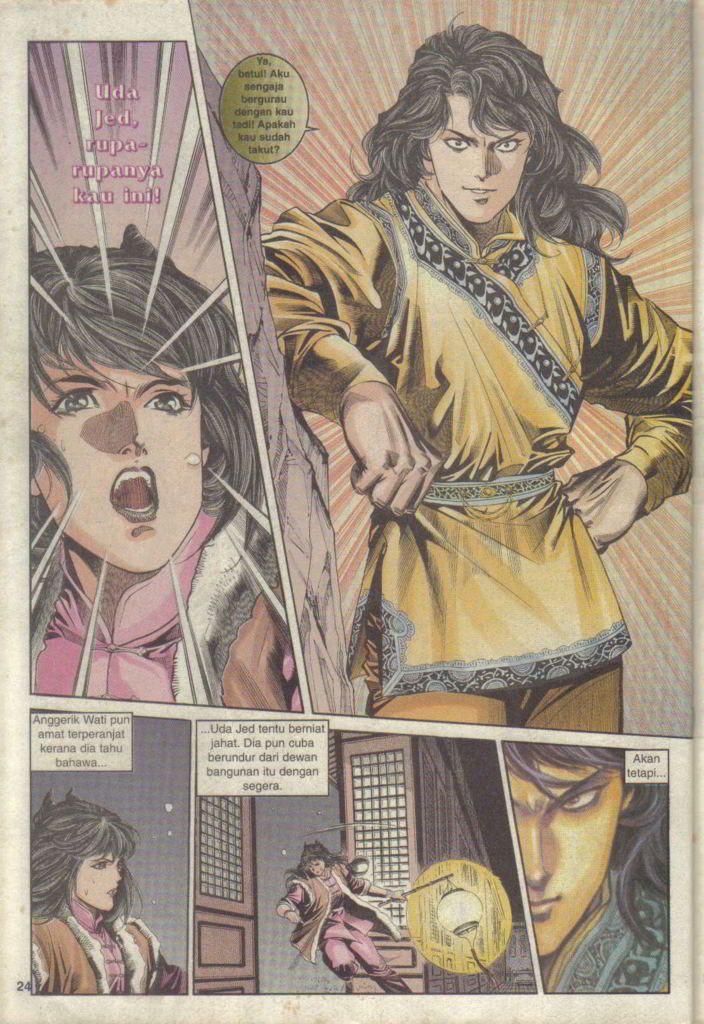 Uda
Jed,
rupa-
rupanya
kau ini!
Ya,
betul! Aku
sengaja
bergurau
dengan kau
tadi! Apakah
kau sudah
takut?
Anggerik Wati pun
amat terperanjat
kerana dia tahu
bahawa...
...Uda Jed tentu berniat
jahat. Dia pun cuba
berundur dari dewan
bangunan itu dengan
segera.
Akan
tetapi...
24